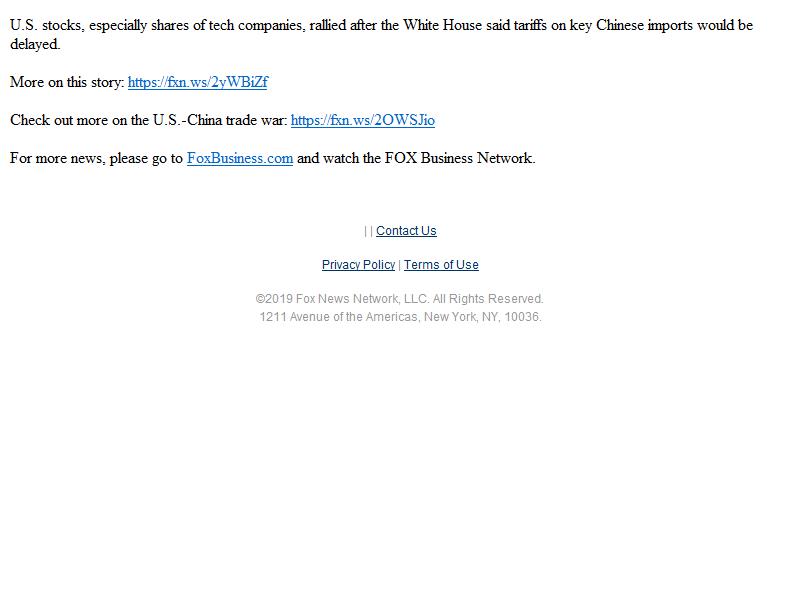 U.S. stocks, especially shares of tech companies, rallied after the White House said tariffs on key Chinese imports would be
delayed.
More on this story: https://fxn.ws/2yWBiZf
Check out more on the U.S.-China trade war: https://fxn.ws/2OWSJio
For more news, please go to FoxBusiness.com and watch the FOX Business Network.
| | Contact Us
Privacy Policy | Terms of Use
©2019 Fox News Network, LLC. All Rights Reserved.
1211 Avenue of the Americas, New York, NY, 10036.